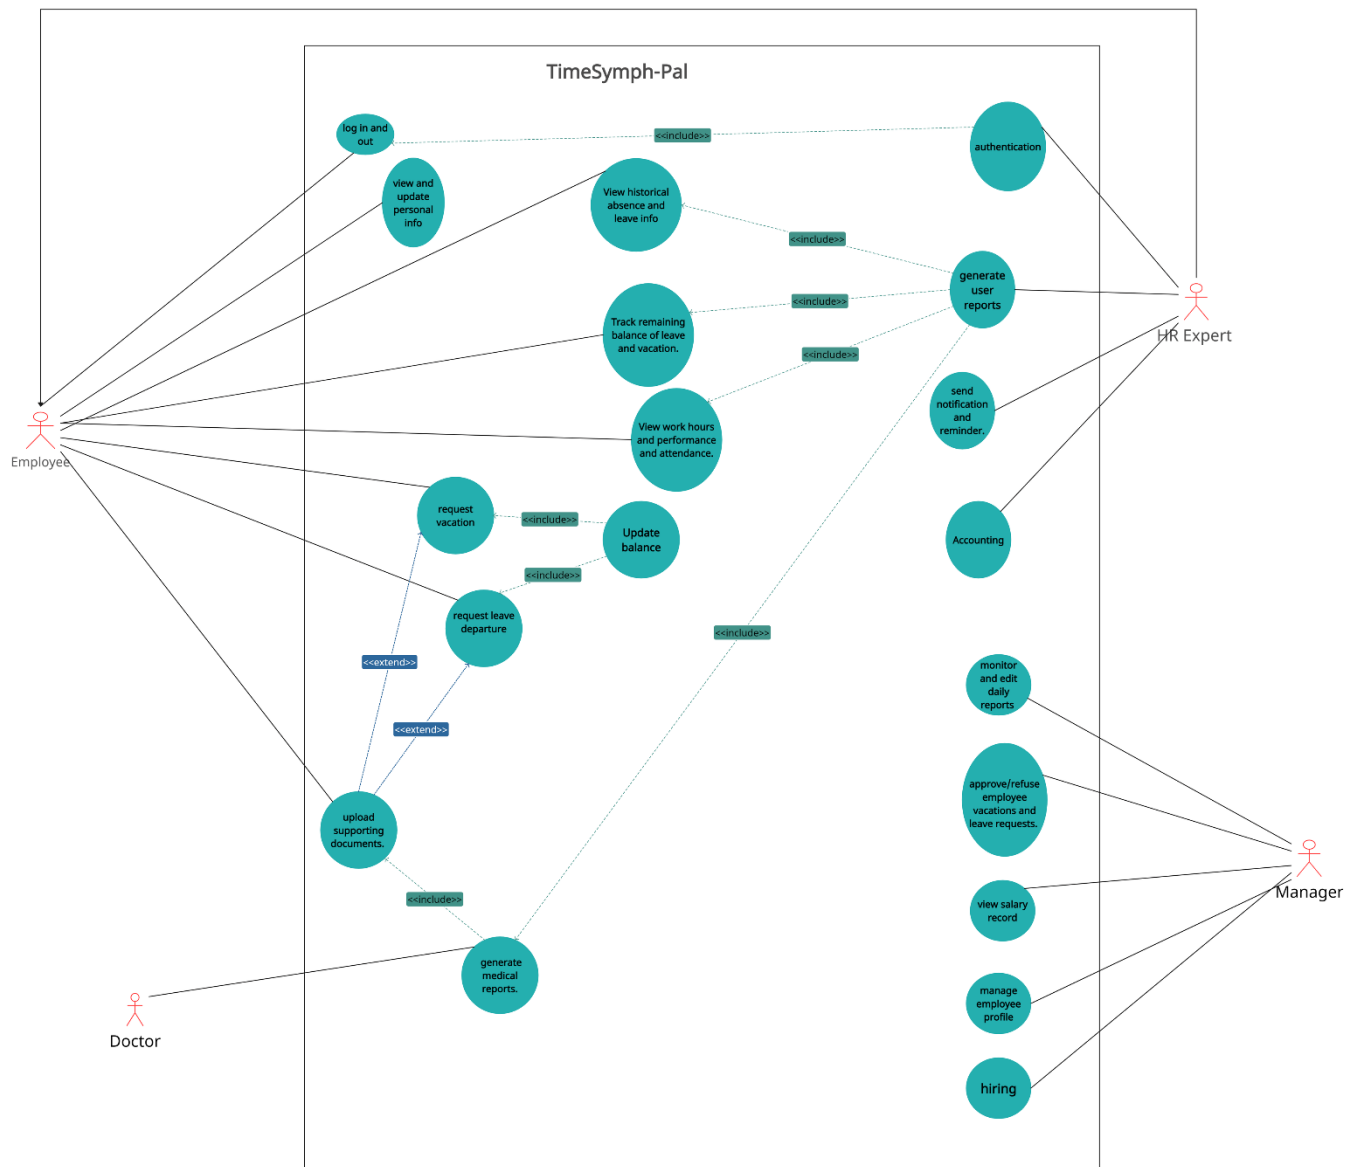 TimeSymph-Pal
log in and
out
<<include>>
authentication
view and
update
personal
info
View historical
absence and
leave info
<<include>>
generate
user
reports
<<include>>
HR Expert
Track remaining
balance of leave
and vacation.
<<include>>
send
notification
and
reminder.
Employee
View work hours
and performance
and attendance.
request
vacation
<<include>>
Update
balance
Accounting
<<include>>
request leave
departure
<<include>>
<<extend>>
monitor
and edit
daily
reports
<<extend>>
approve/refuse
employee
vacations and
leave requests.
upload
supporting
documents.
Manager
<<include>>
view salary
record
generate
medical
reports.
manage
employee
profile
Doctor
hiring